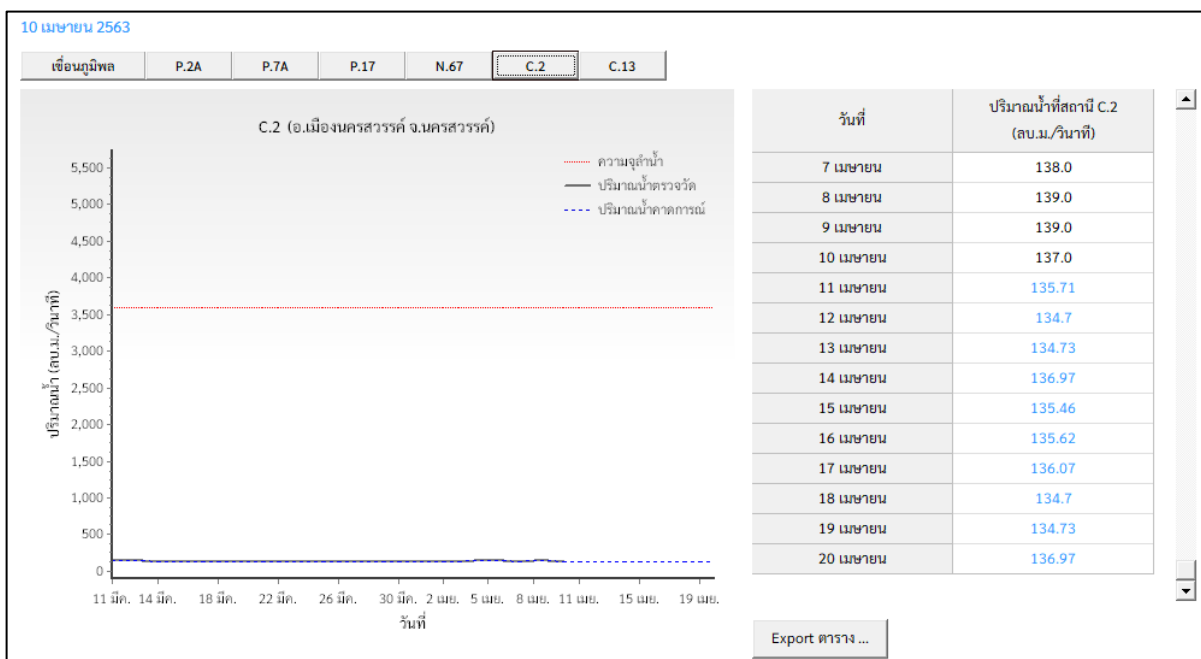 10 เมษายน 2563
เขื่อนภูมิพล P.2A P.7A P.17 N.67 C.2 C.13
C.2 (อ.เมืองนครสวรรค์ จ.นครสวรรค์)
ความจุลำน้ำ
ปริมาณน้ำตรวจวัด
ปริมาณน้ำคาดการณ์
ปริมาณน้ำ (ลบ.ม./วินาที)
5,500
5,000
4,500
4,000
3,500
3,000
2,500
2,000
1,500
1,000
500
0
11 มีค. 14 มีค. 18 มีค. 22 มีค. 26 มีค. 30 มีค. 2 เมย. 5 เมย. 8 เมย. 11 เมย. 15 เมย. 19 เมย.
วันที่
วันที่ ปริมาณน้ำที่สถานี C.2
(ลบ.ม./วินาที)
7 เมษายน 138.0
8 เมษายน 139.0
9 เมษายน 139.0
10 เมษายน 137.0
11 เมษายน 135.71
12 เมษายน 134.7
13 เมษายน 134.73
14 เมษายน 136.97
15 เมษายน 135.46
16 เมษายน 135.62
17 เมษายน 136.07
18 เมษายน 134.7
19 เมษายน 134.73
20 เมษายน 136.97
Export ตาราง ...